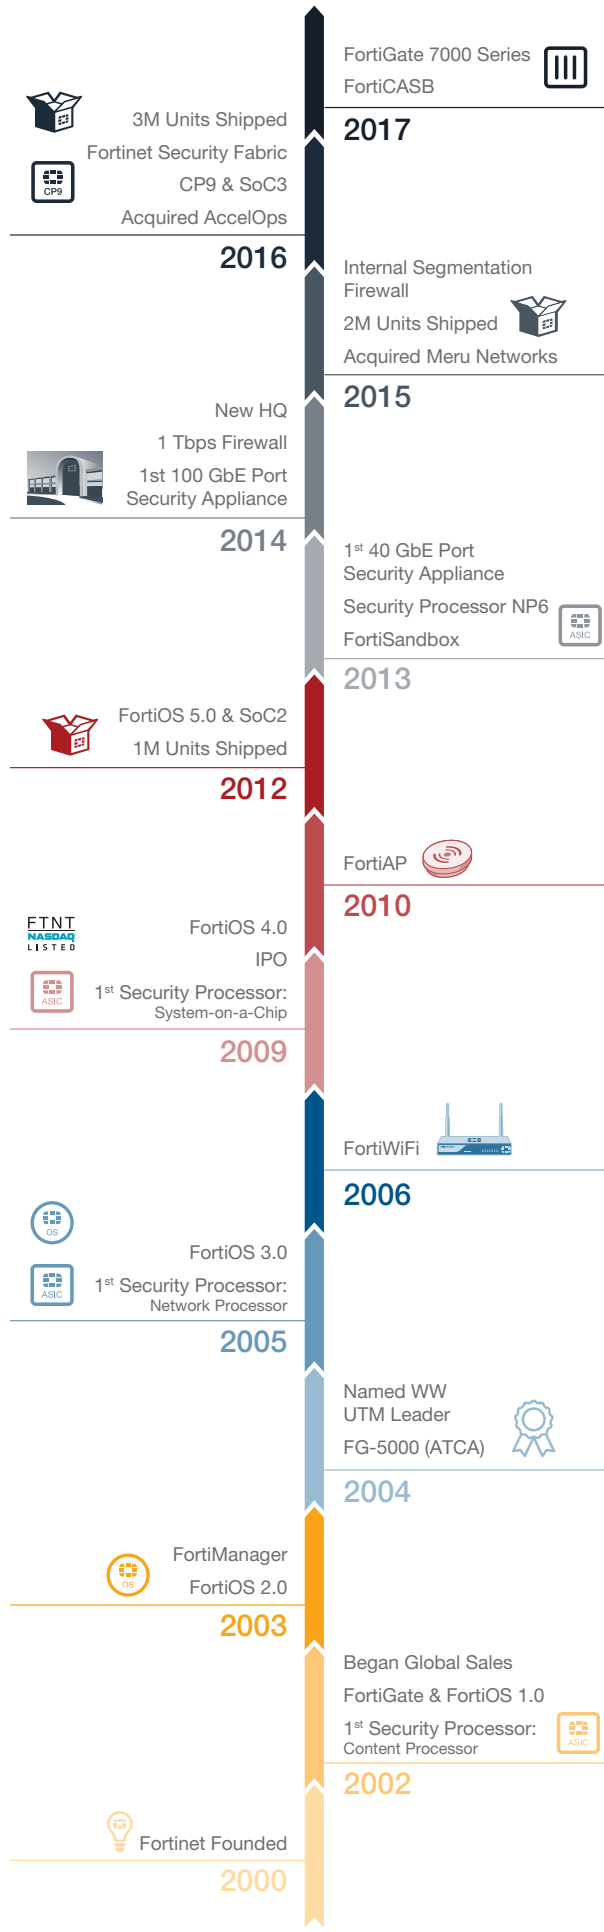 FortiGate 7000 Series
FortiCASB
2017
3M Units Shipped
Fortinet Security Fabric
CP9 & SoC3
CP9
Acquired AccelOps
2016
Internal Segmentation
Firewall
2M Units Shipped
Acquired Meru Networks
2015
New HQ
1 Tbps Firewall
1st 100 GbE Port
Security Appliance
2014
1st 40 GbE Port
Security Appliance
Security Processor NP6
ASIC
FortiSandbox
2013
FortiOS 5.0 & SoC2
1M Units Shipped
2012
FortiAP
2010
FTNT
NASDAQ
LISTED
FortiOS 4.0
IPO
ASIC
1st Security Processor:
System-on-a-Chip
2009
FortiWiFi
2006
OS
FortiOS 3.0
ASIC
1st Security Processor:
Network Processor
2005
Named WW
UTM Leader
FG-5000 (ATCA)
2004
FortiManager
OS
FortiOS 2.0
2003
Began Global Sales
FortiGate & FortiOS 1.0
1st Security Processor:
Content Processor
ASIC
2002
Fortinet Founded
2000